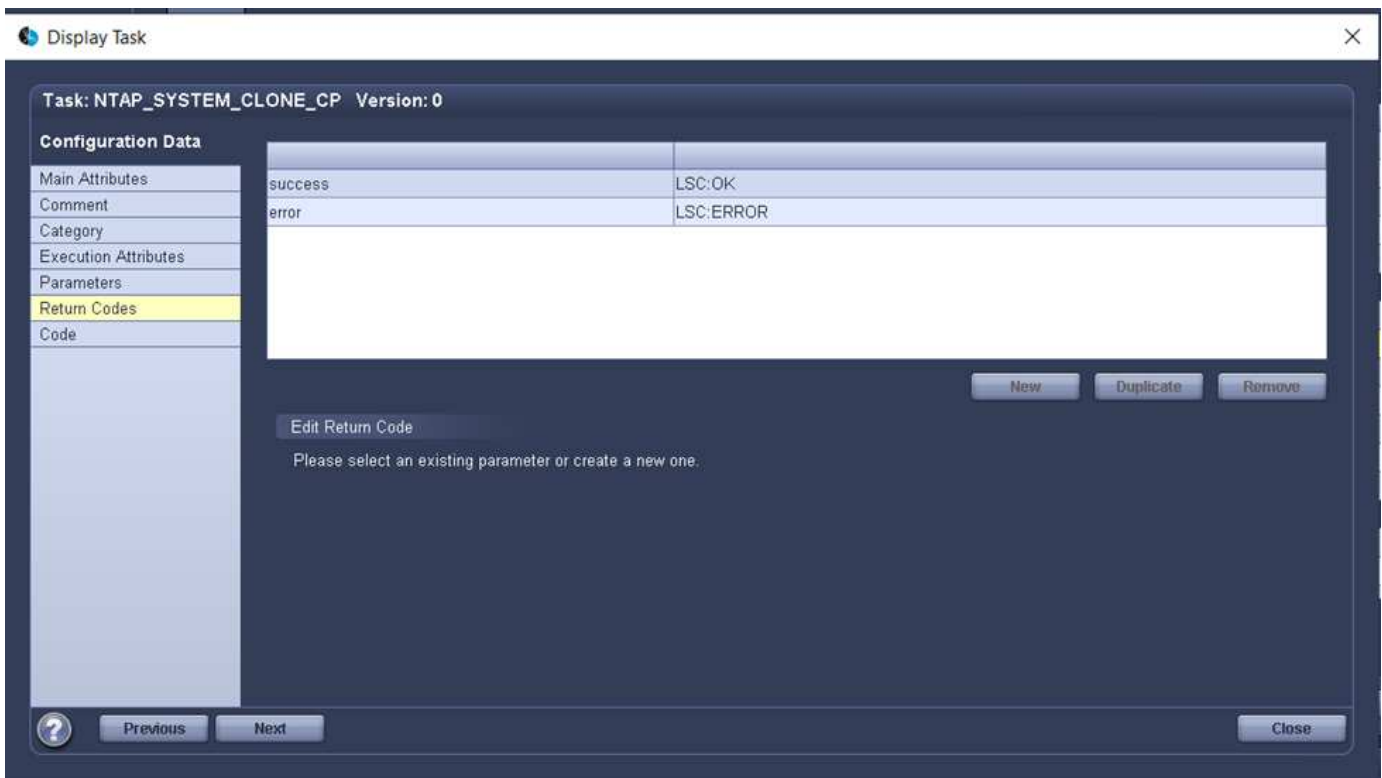 Display Task
Task: NTAP_SYSTEM_CLONE_CP Version: 0
Configuration Data
Main Attributes
Comment
Category
Execution Attributes
Parameters
Return Codes
Code
success LSC:OK
error LSC:ERROR
New Duplicate Remove
Edit Return Code
Please select an existing parameter or create a new one.
? Previous Next Close